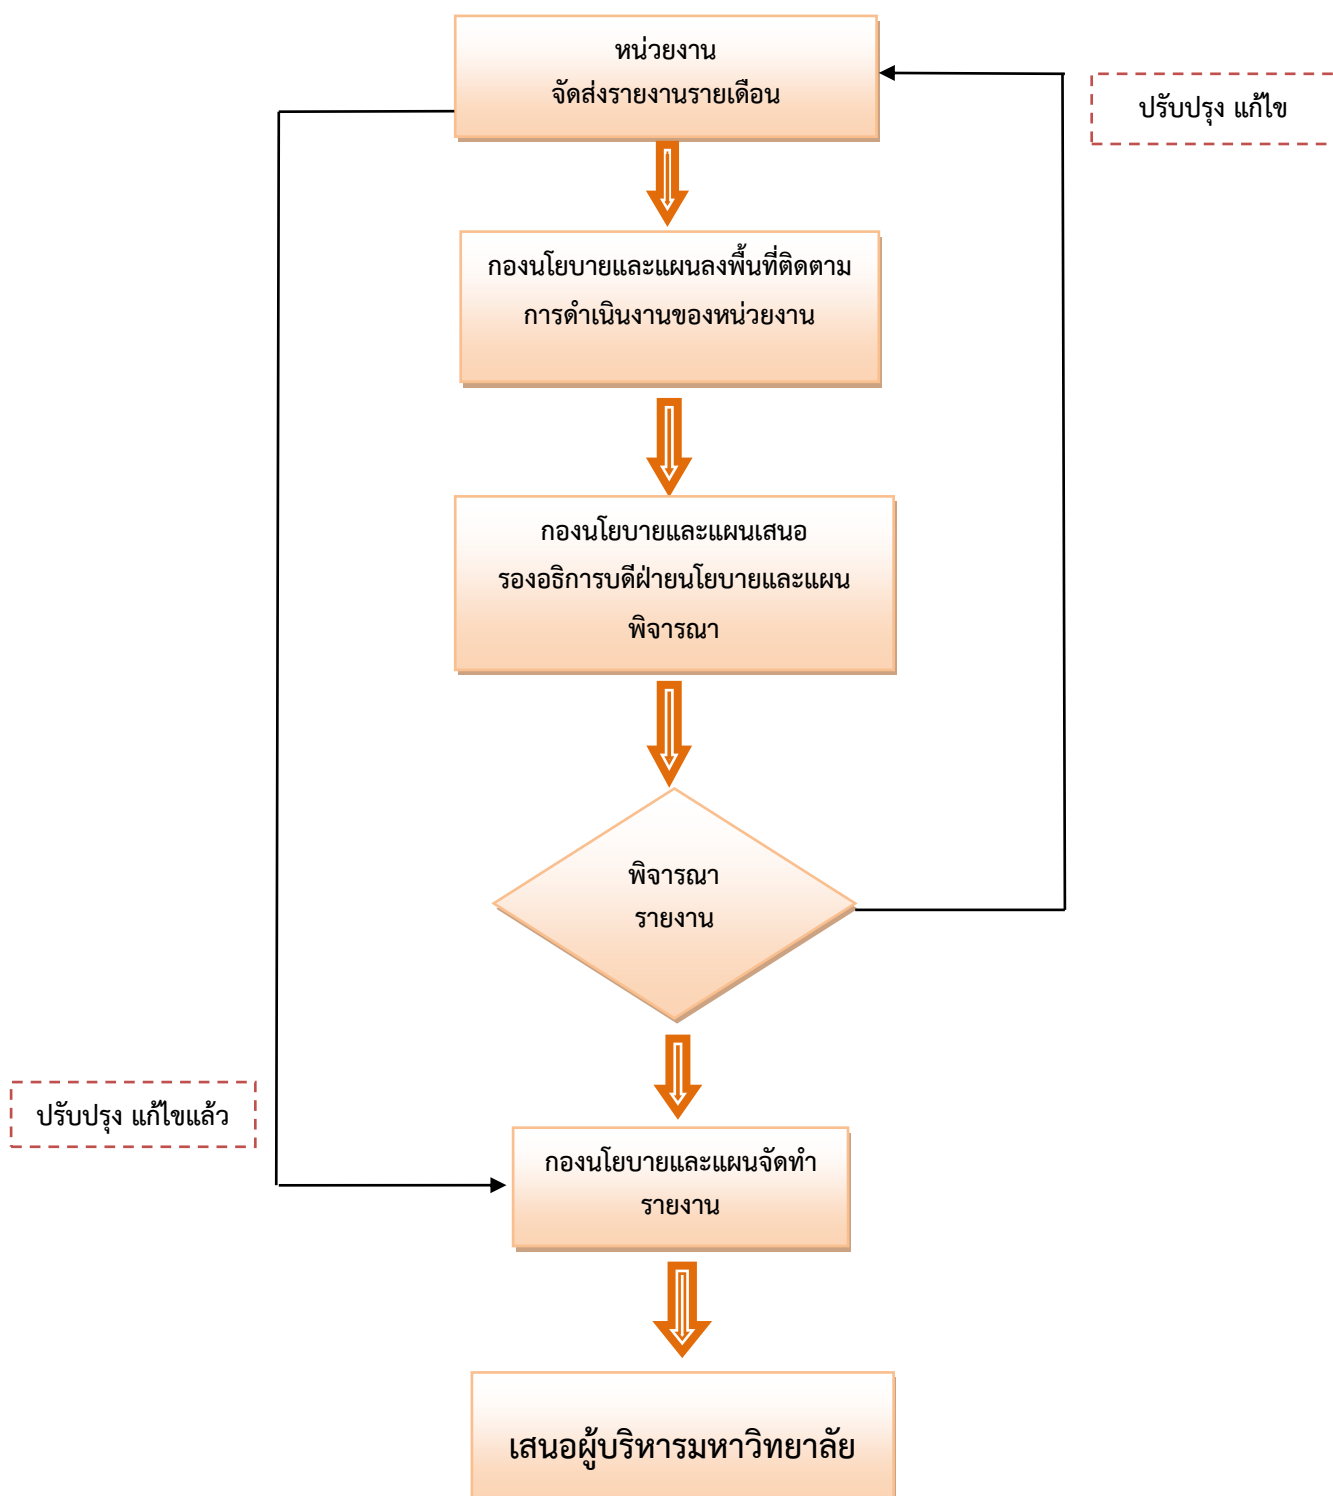 หน่วยงาน
จัดส่งรายงานรายเดือน
ปรับปรุง แก้ไข
กองนโยบายและแผนลงพื้นที่ติดตาม
การดำเนินงานของหน่วยงาน
กองนโยบายและแผนเสนอ
รองอธิการบดีฝ่ายนโยบายและแผน
พิจารณา
พิจารณา
รายงาน
ปรับปรุง แก้ไขแล้ว
กองนโยบายและแผนจัดทำ
รายงาน
เสนอผู้บริหารมหาวิทยาลัย